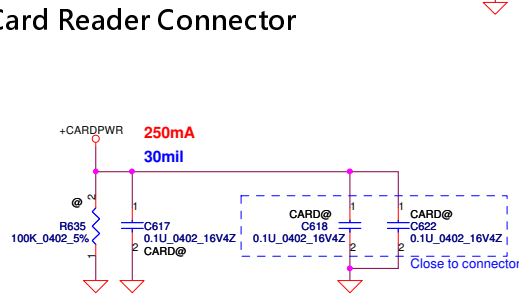 Card Reader Connector
+CARDPWR
250mA
30mil
@
2
R635
100K_0402_5%
1
1
C617
0.1U_0402_16V4Z
2
CARD@
CARD@
1
C618
0.1U_0402_16V4Z
2
1
CARD@
C622
0.1U_0402_16V4Z
2
Close to connector